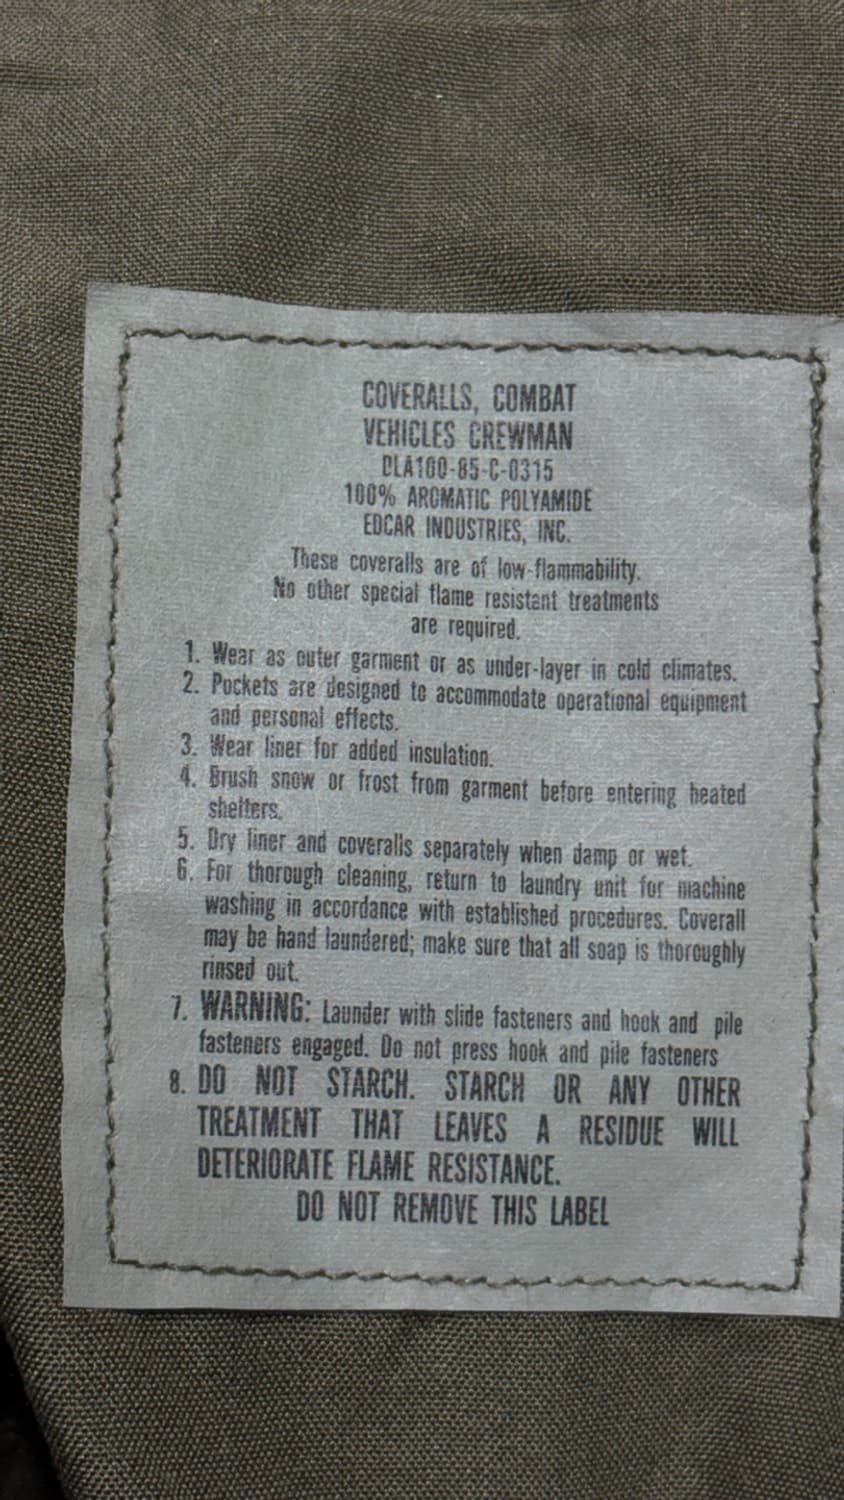 COVERALLS, COMBAT
VEHICLES CREWMAN
DLA100-85-C-0315
100% AROMATIC POLYAMIDE
EDCAR INDUSTRIES, INC.
These coveralls are of low-flammability.
No other special flame resistant treatments
are required.
1. Wear as outer garment or as under-layer in cold climates.
2. Pockets are designed to accommodate operational equipment
and personal effects.
3. Wear liner for added insulation.
4. Brush snow or frost from garment before entering heated
shelters.
5. Dry liner and coveralls separately when damp or wet.
6. For thorough cleaning, return to laundry unit for machine
washing in accordance with established procedures. Coverall
may be hand laundered; make sure that all soap is thoroughly
rinsed out.
7. WARNING: Launder with slide fasteners and hook and pile
fasteners engaged. Do not press hook and pile fasteners
8. DO NOT STARCH. STARCH OR ANY OTHER
TREATMENT THAT LEAVES A RESIDUE WILL
DETERIORATE FLAME RESISTANCE.
DO NOT REMOVE THIS LABEL